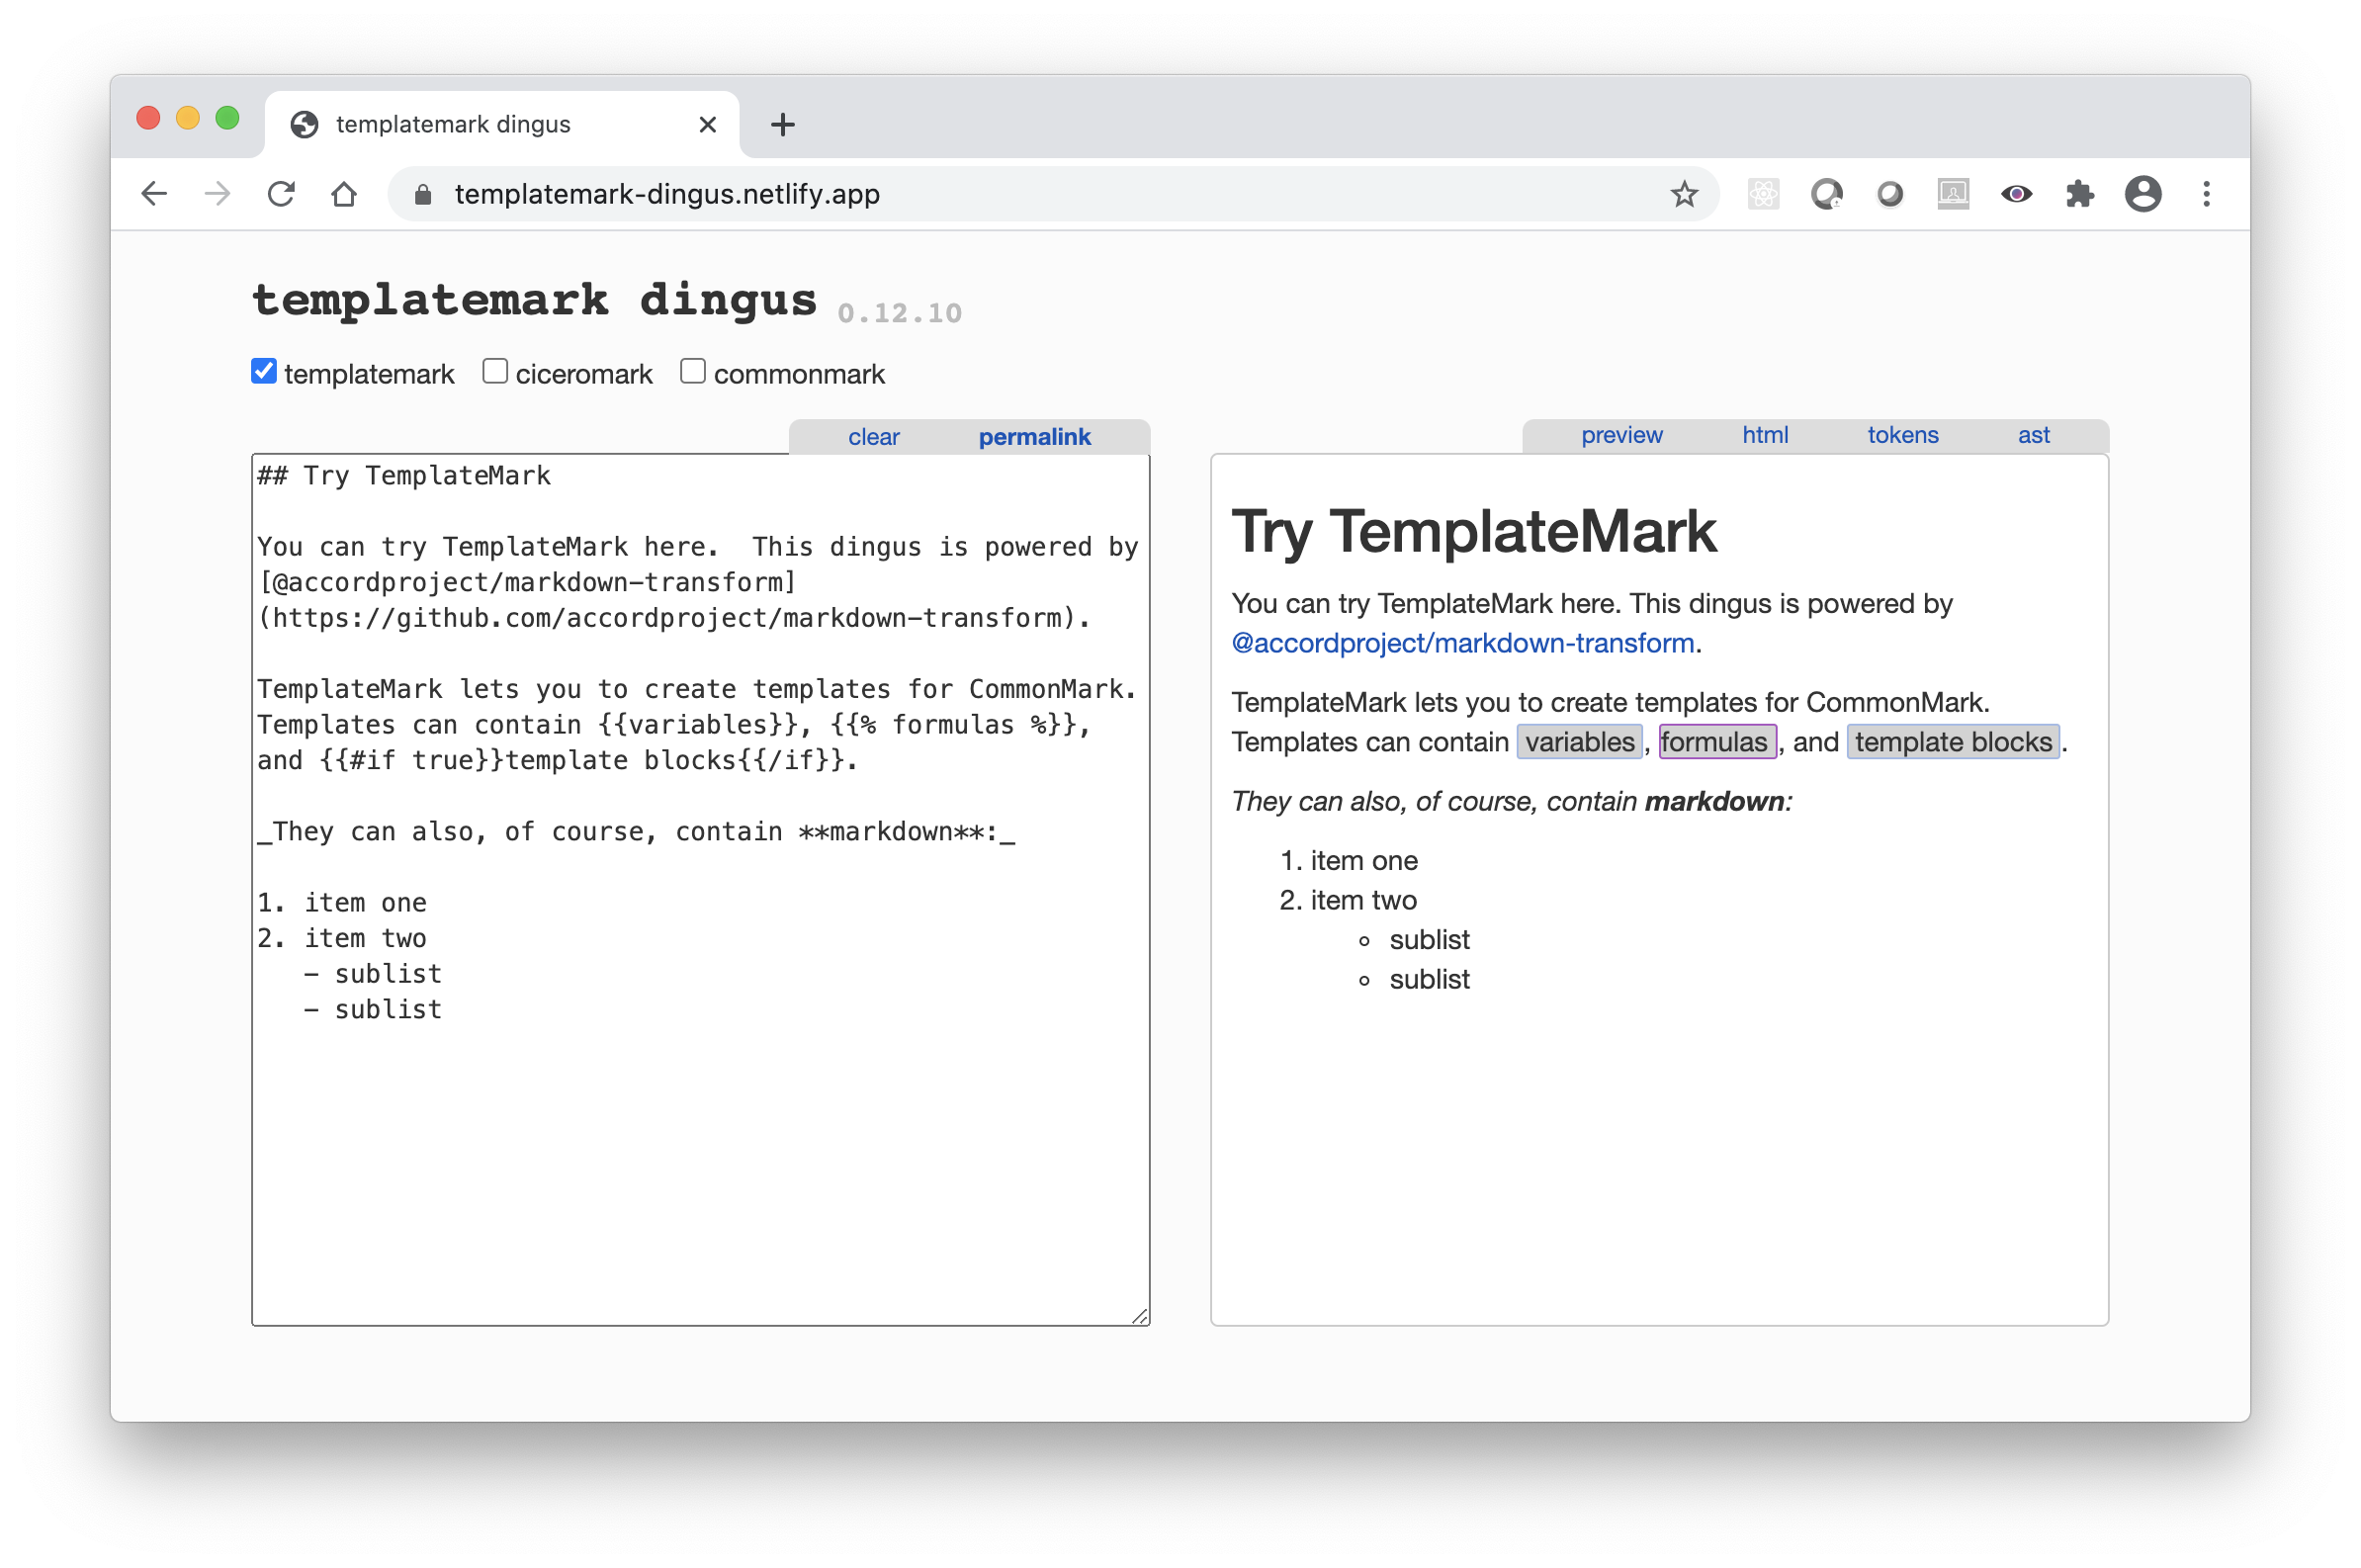 templatemark dingus
templatemark-dingus.netlify.app
templatemark dingus 0.12.10
templatemark ciceromark commonmark
clear permalink
## Try TemplateMark
You can try TemplateMark here.  This dingus is powered by
[@accordproject/markdown-transform]
(https://github.com/accordproject/markdown-transform).
TemplateMark lets you to create templates for CommonMark.
Templates can contain {{variables}}, {{% formulas %}},
and {{#if true}}template blocks{{/if}}.
_They can also, of course, contain **markdown**:_
1. item one
2. item two
   - sublist
   - sublist
preview html tokens ast
Try TemplateMark
You can try TemplateMark here. This dingus is powered by
@accordproject/markdown-transform.
TemplateMark lets you to create templates for CommonMark.
Templates can contain variables, formulas, and template blocks.
They can also, of course, contain markdown:
1. item one
2. item two
◦ sublist
◦ sublist